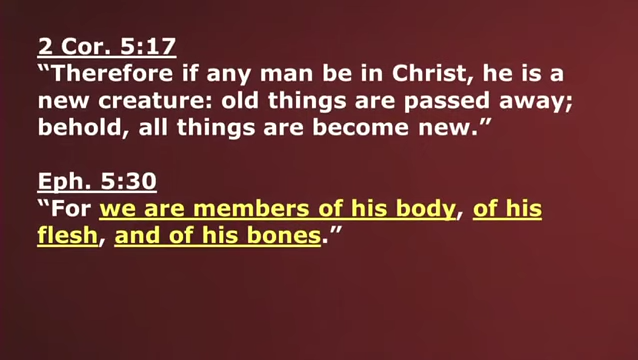 2 Cor. 5:17
“Therefore if any man be in Christ, he is a
new creature: old things are passed away;
behold, all things are become new.”
Eph. 5:30
“For we are members of his body, of his
flesh, and of his bones.”